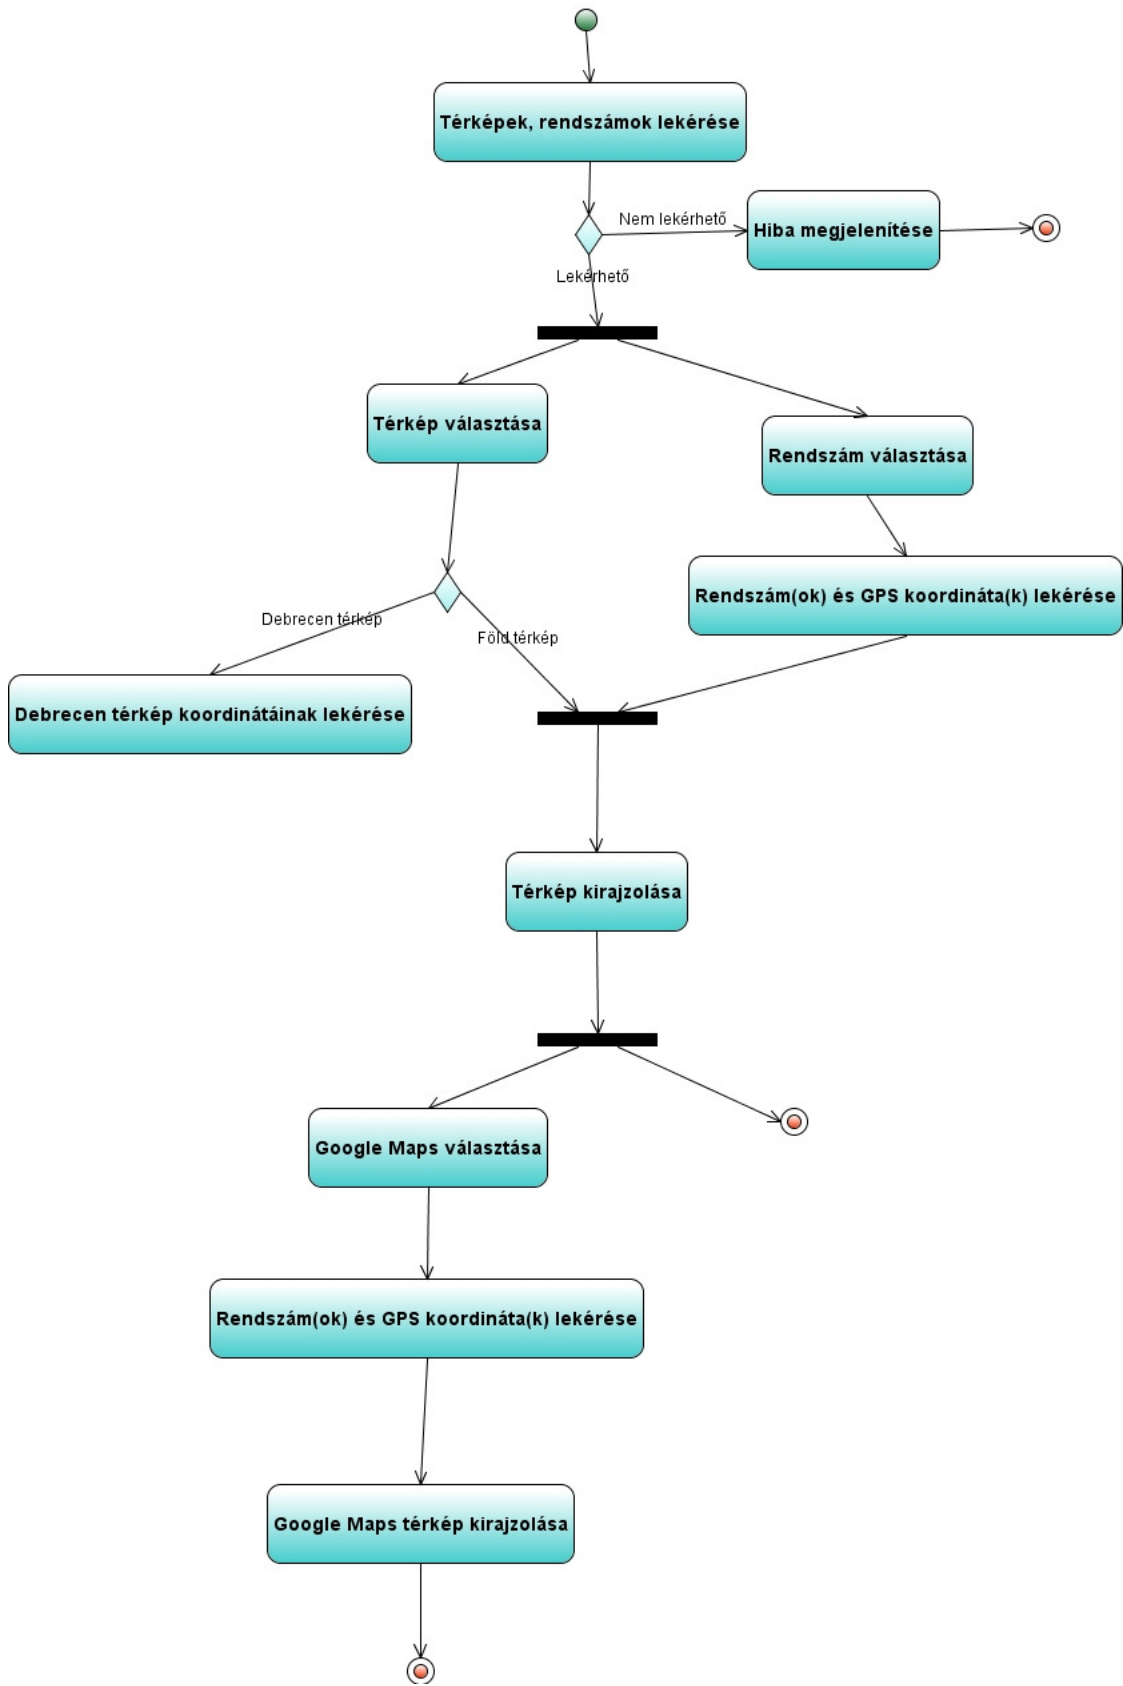 Térképek, rendszámok lekérése
Nem lekérhető
Hiba megjelenítése
Lekérhető
Térkép választása
Rendszám választása
Rendszám(ok) és GPS koordináta(k) lekérése
Debrecen térkép
Föld térkép
Debrecen térkép koordinátáinak lekérése
Térkép kirajzolása
Google Maps választása
Rendszám(ok) és GPS koordináta(k) lekérése
Google Maps térkép kirajzolása